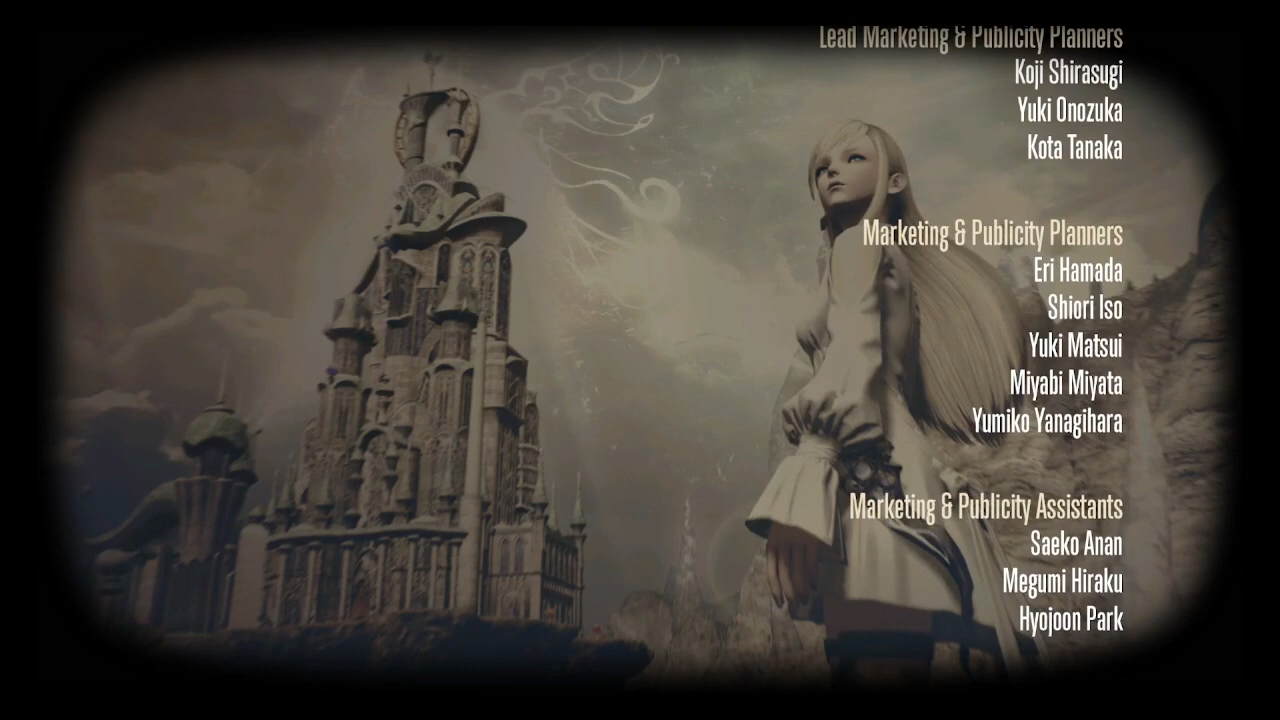 Lead Marketing & Publicity Planners
Koji Shirasugi
Yuki Onozuka
Kota Tanaka
Marketing & Publicity Planners
Eri Hamada
Shiori Iso
Yuki Matsui
Miyabi Miyata
Yumiko Yanagihara
Marketing & Publicity Assistants
Saeko Anan
Megumi Hiraku
Hyojoon Park